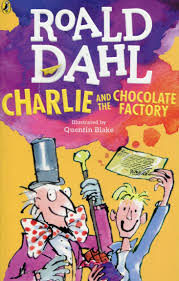 ROALD
DAHL
CHARLIE AND THE CHOCOLATE
FACTORY
Illustrated by
Quentin Blake